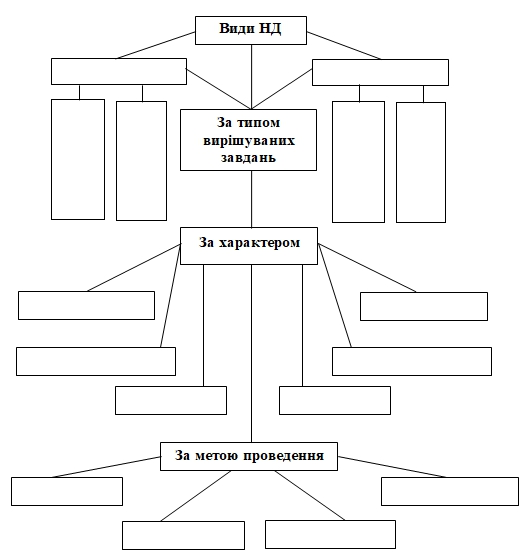 Види НД
За типом
вирішуваних
завдань
За характером
За метою проведення